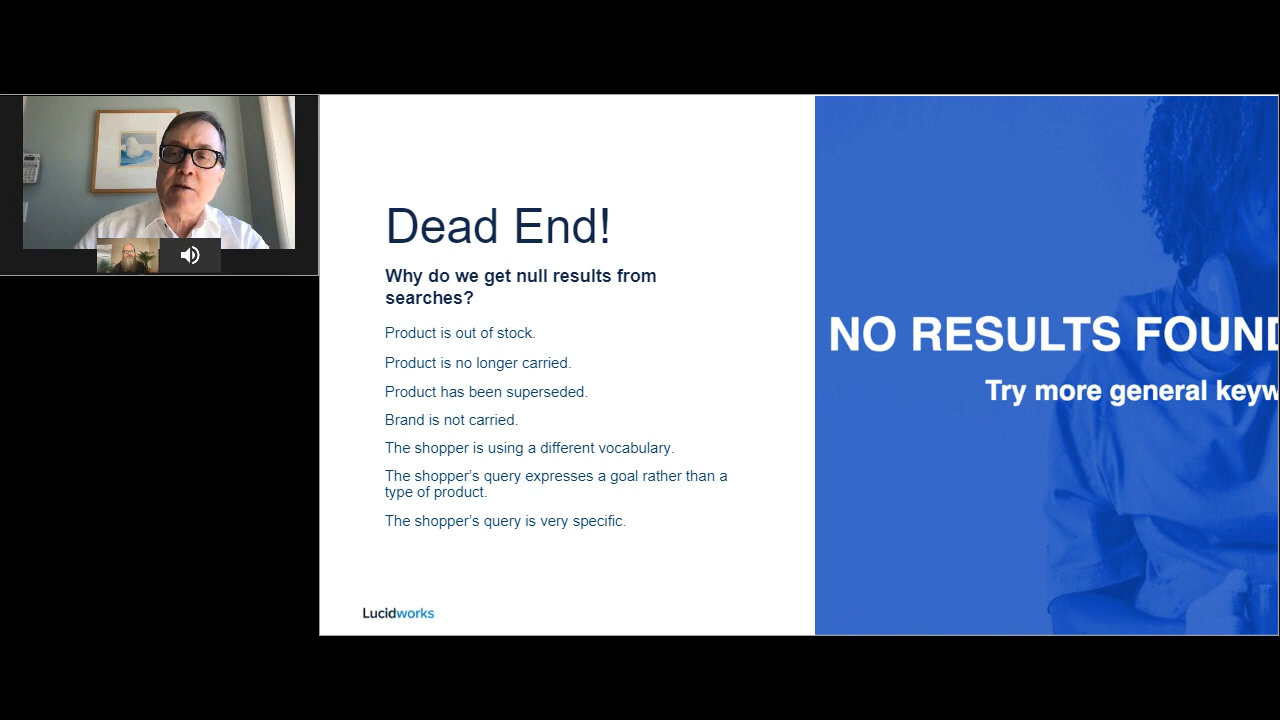 Dead End!
Why do we get null results from
searches?
Product is out of stock.
Product is no longer carried.
Product has been superseded.
Brand is not carried.
The shopper is using a different vocabulary.
The shopper’s query expresses a goal rather than a
type of product.
The shopper’s query is very specific.
Lucidworks
NO RESULTS FOUND
Try more general keyw